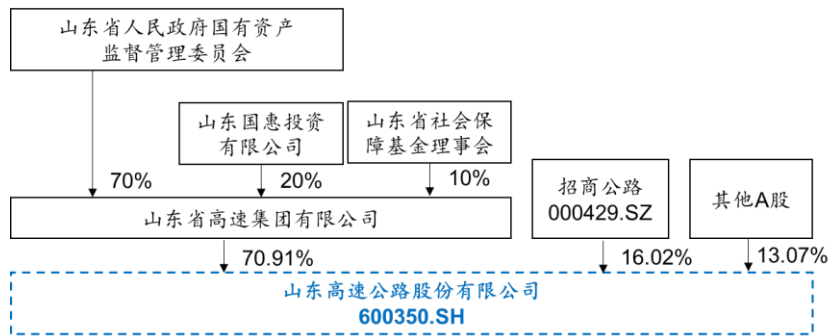 山东省人民政府国有资产
监督管理委员会
山东国惠投资
有限公司
山东省社会保
障基金理事会
70%
20%
10%
招商公路
000429.SZ
其他A股
山东省高速集团有限公司
70.91%
16.02%
13.07%
山东高速公路股份有限公司
600350.SH